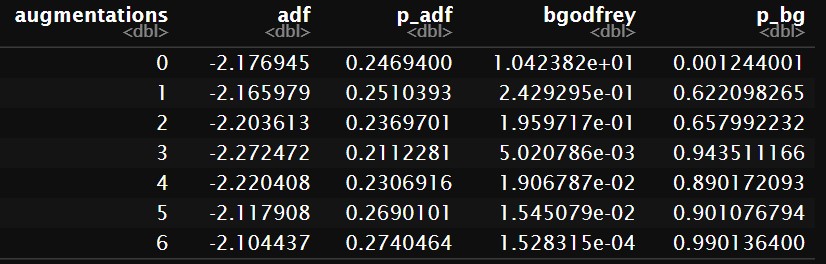 augmentations adf p_adf bgodfrey p_bg
<dbl> <dbl> <dbl> <dbl> <dbl>
0 -2.176945 0.2469400 1.042382e+01 0.001244001
1 -2.165979 0.2510393 2.429295e-01 0.622098265
2 -2.203613 0.2369701 1.959717e-01 0.657992232
3 -2.272472 0.2112281 5.020786e-03 0.943511166
4 -2.220408 0.2306916 1.906787e-02 0.890172093
5 -2.117908 0.2690101 1.545079e-02 0.901076794
6 -2.104437 0.2740464 1.528315e-04 0.990136400